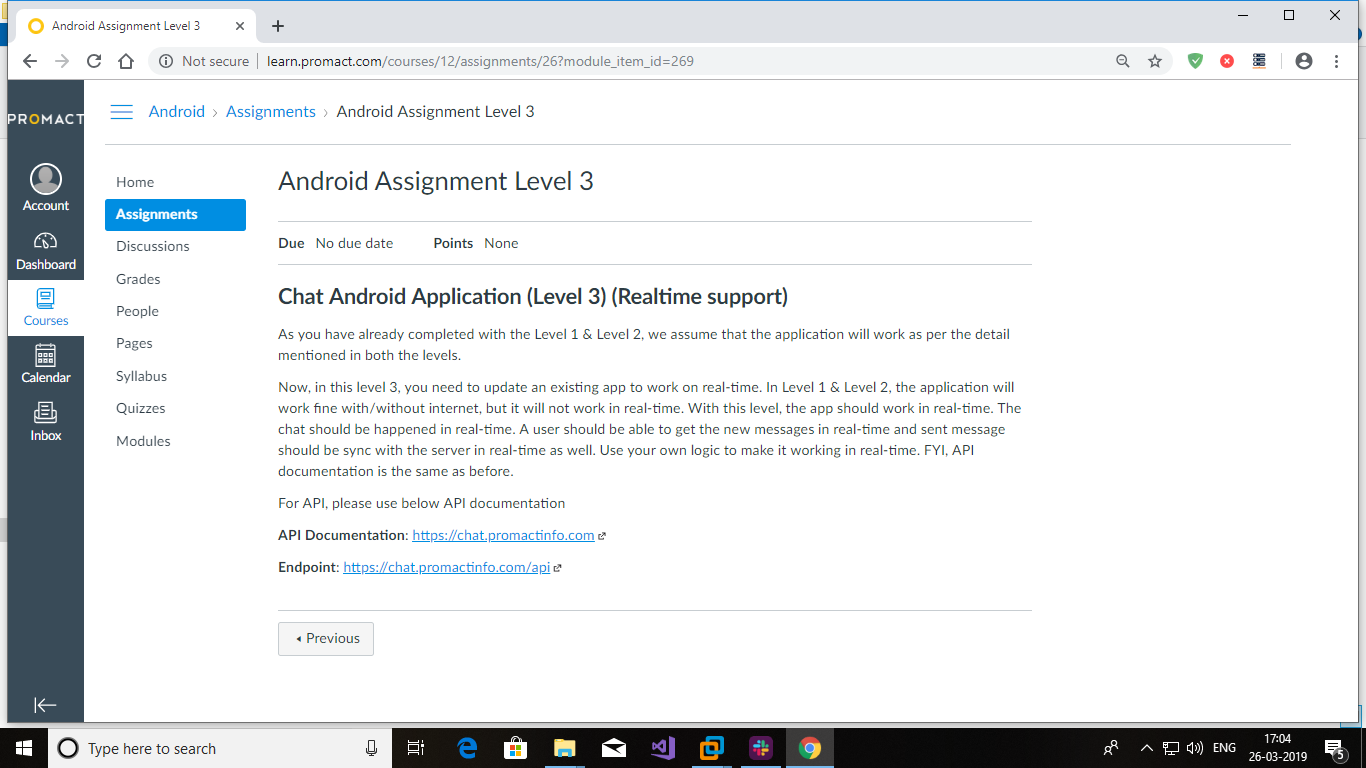 Android Assignment Level 3
Not secure
learn.promact.com/courses/12/assignments/26?module_item_id=269
PROMACT
Android › Assignments › Android Assignment Level 3
Account
Dashboard
Courses
Calendar
Inbox
Home
Assignments
Discussions
Grades
People
Pages
Syllabus
Quizzes
Modules
Android Assignment Level 3
Due No due date Points None
Chat Android Application (Level 3) (Realtime support)
As you have already completed with the Level 1 & Level 2, we assume that the application will work as per the detail
mentioned in both the levels.
Now, in this level 3, you need to update an existing app to work on real-time. In Level 1 & Level 2, the application will
work fine with/without internet, but it will not work in real-time. With this level, the app should work in real-time. The
chat should be happened in real-time. A user should be able to get the new messages in real-time and sent message
should be sync with the server in real-time as well. Use your own logic to make it working in real-time. FYI, API
documentation is the same as before.
For API, please use below API documentation
API Documentation: https://chat.promactinfo.com
Endpoint: https://chat.promactinfo.com/api
Previous
Type here to search
ENG
17:04
26-03-2019
5